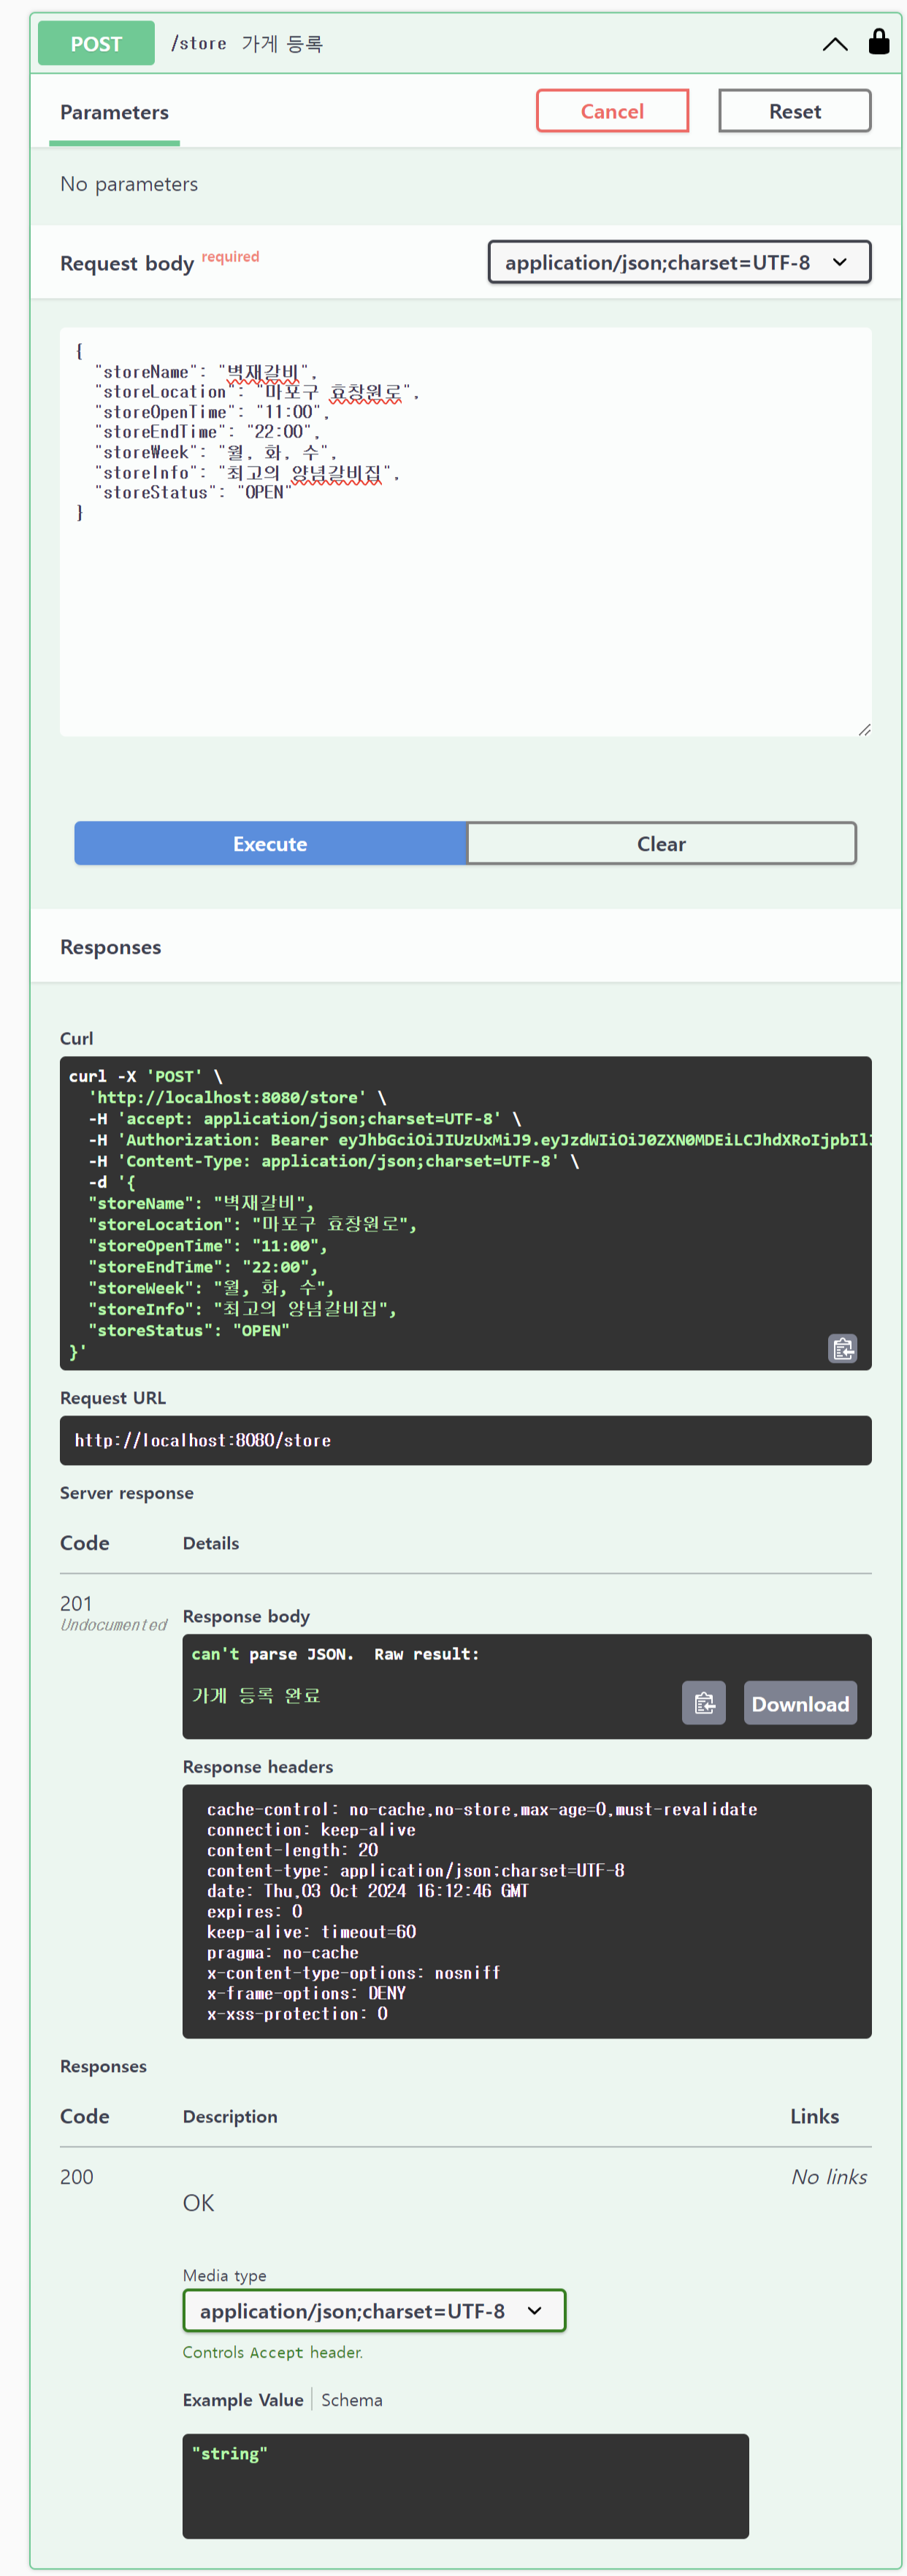 POST /store 가게 등록
Parameters
Cancel
Reset
No parameters
Request body required
application/json;charset=UTF-8
{
"storeName": "벽재갈비",
"storeLocation": "마포구 효창원로",
"storeOpenTime": "11:00",
"storeEndTime": "22:00",
"storeWeek": "월, 화, 수",
"storeInfo": "최고의 양념갈비집",
"storeStatus": "OPEN"
}
Execute
Clear
Responses
Curl
curl -X 'POST' \
'http://localhost:8080/store' \
-H 'accept: application/json;charset=UTF-8' \
-H 'Authorization: Bearer eyJhbGciOiJIUzUxMiJ9.eyJzdWIiOiJ0ZXN0MDEiLCJhdXRoIjpbIl
-H 'Content-Type: application/json;charset=UTF-8' \
-d '{
"storeName": "벽재갈비",
"storeLocation": "마포구 효창원로",
"storeOpenTime": "11:00",
"storeEndTime": "22:00",
"storeWeek": "월, 화, 수",
"storeInfo": "최고의 양념갈비집",
"storeStatus": "OPEN"
}'
Request URL
http://localhost:8080/store
Server response
Code Details
201
Undocumented
Response body
can't parse JSON. Raw result:
가게 등록 완료
Download
Response headers
cache-control: no-cache,no-store,max-age=0,must-revalidate
connection: keep-alive
content-length: 20
content-type: application/json;charset=UTF-8
date: Thu,03 Oct 2024 16:12:46 GMT
expires: 0
keep-alive: timeout=60
pragma: no-cache
x-content-type-options: nosniff
x-frame-options: DENY
x-xss-protection: 0
Responses
Code Description Links
200 No links
OK
Media type
application/json;charset=UTF-8
Controls Accept header.
Example Value Schema
"string"